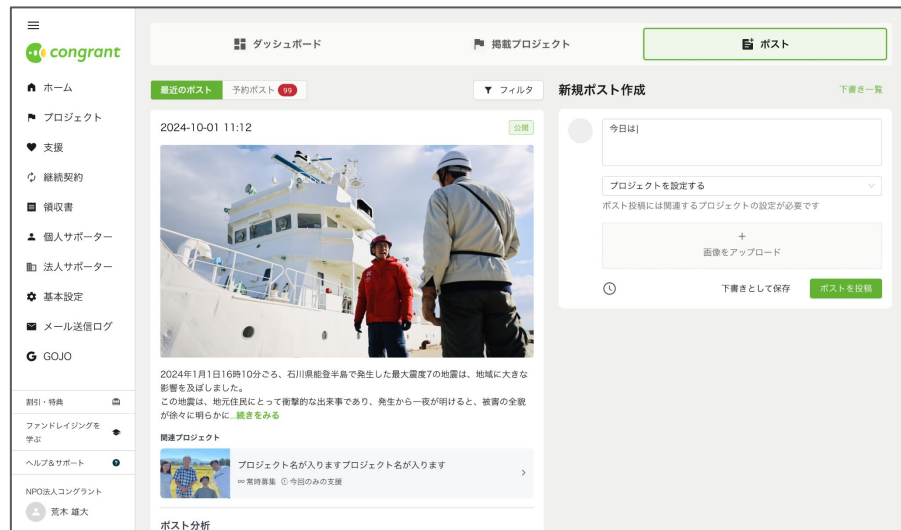 congrant
ホーム
プロジェクト
支援
継続契約
領収書
個人サポーター
法人サポーター
基本設定
メール送信ログ
GOJO
割引・特典
ファンドレイジングを
学ぶ
ヘルプ&サポート
NPO法人コングラント
荒木 雄大
ダッシュボード
掲載プロジェクト
ポスト
最近のポスト
予約ポスト 99
フィルタ
2024-10-01 11:12
公開
2024年1月1日16時10分ごろ、石川県能登半島で発生した最大震度7の地震は、地域に大きな
影響を及ぼしました。
この地震は、地元住民にとって衝撃的な出来事であり、発生から一夜が明けると、被害の全貌
が徐々に明らかに...続きをみる
関連プロジェクト
プロジェクト名が入りますプロジェクト名が入ります
常時募集 今回のみの支援
ポスト分析
新規ポスト作成
下書き一覧
今日は
プロジェクトを設定する
ポスト投稿には関連するプロジェクトの設定が必要です
+
画像をアップロード
下書きとして保存
ポストを投稿